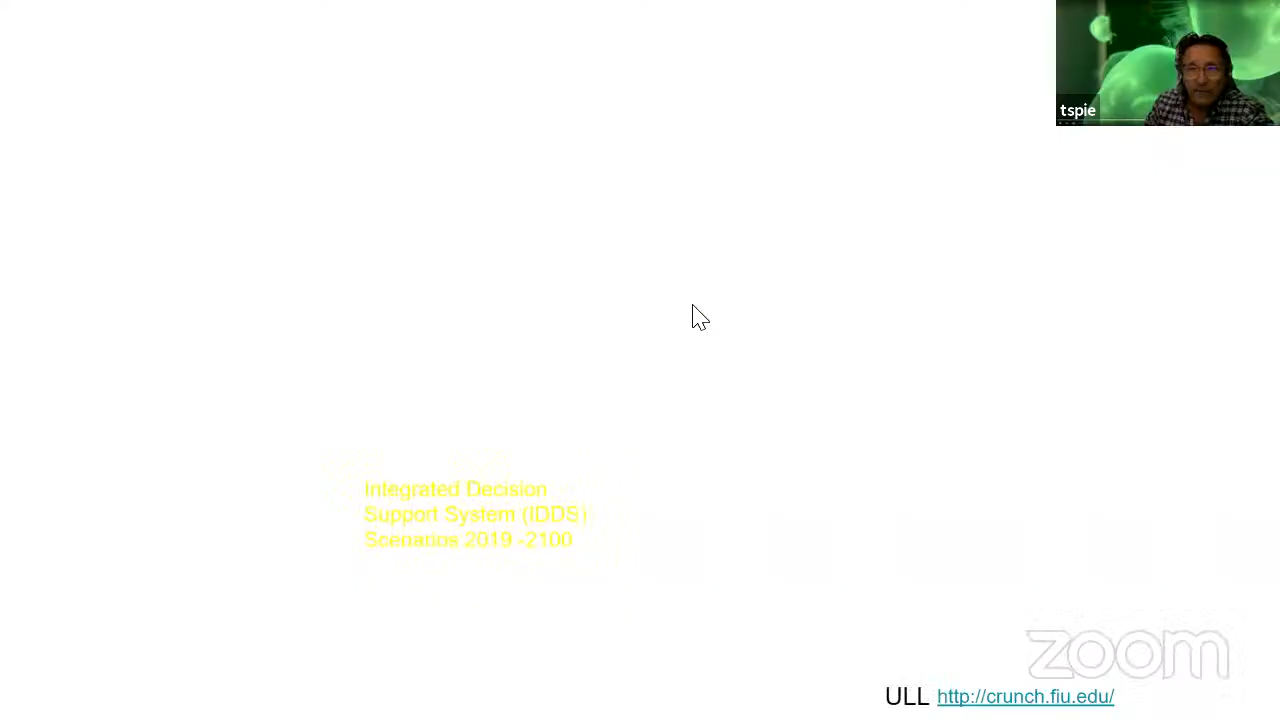 tspie
Integrated Decision
Support System (IDDS)
Scenarios 2019 -2100
zoom
ULL http://crunch.fiu.edu/